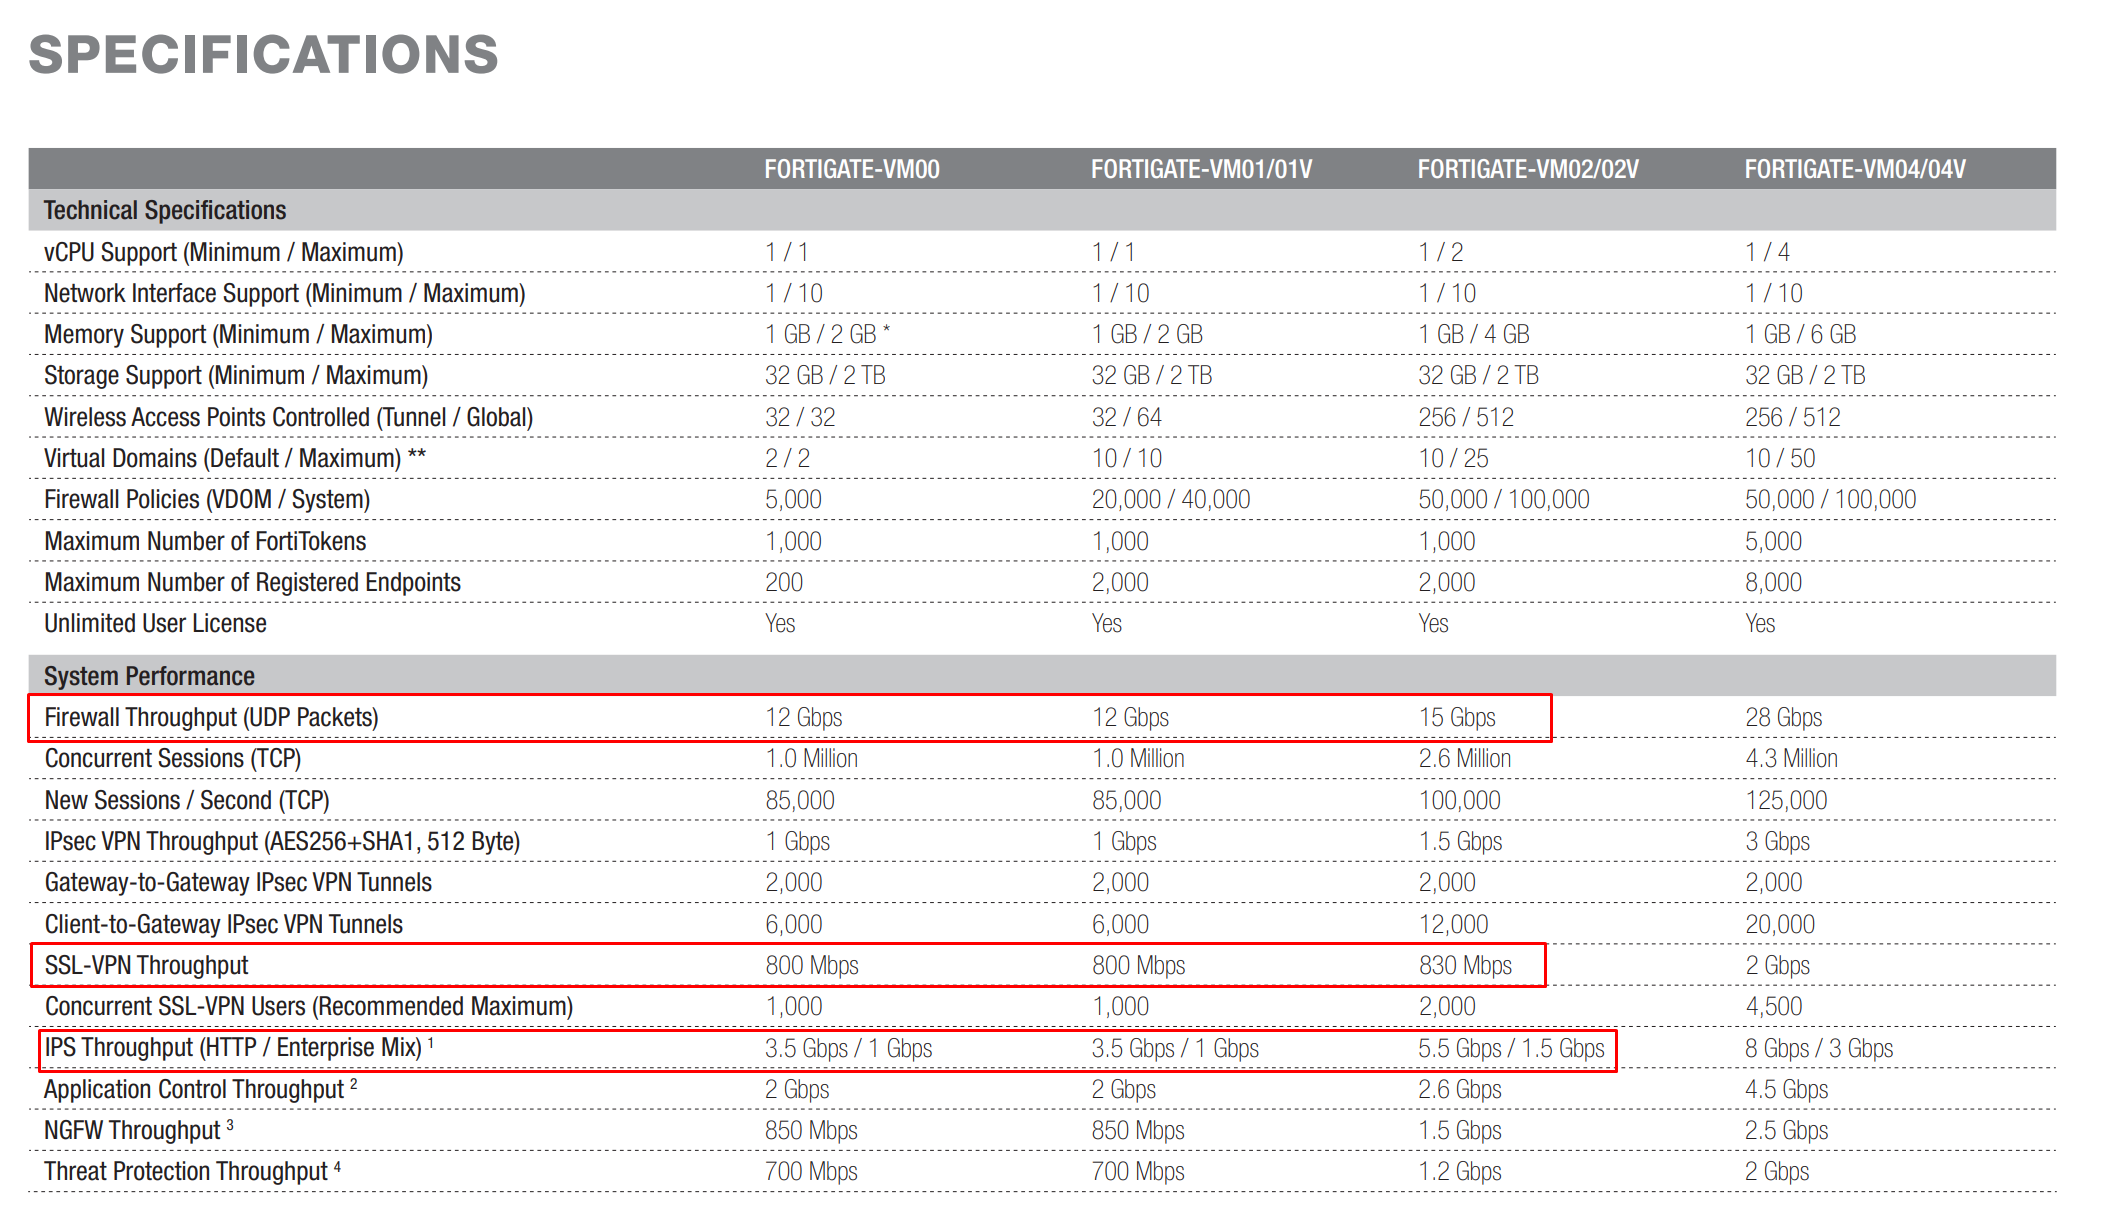 SPECIFICATIONS
FORTIGATE-VM00 FORTIGATE-VM01/01V FORTIGATE-VM02/02V FORTIGATE-VM04/04V
Technical Specifications
vCPU Support (Minimum / Maximum) 1 / 1 1 / 1 1 / 2 1 / 4
Network Interface Support (Minimum / Maximum) 1 / 10 1 / 10 1 / 10 1 / 10
Memory Support (Minimum / Maximum) 1 GB / 2 GB * 1 GB / 2 GB 1 GB / 4 GB 1 GB / 6 GB
Storage Support (Minimum / Maximum) 32 GB / 2 TB 32 GB / 2 TB 32 GB / 2 TB 32 GB / 2 TB
Wireless Access Points Controlled (Tunnel / Global) 32 / 32 32 / 64 256 / 512 256 / 512
Virtual Domains (Default / Maximum) ** 2 / 2 10 / 10 10 / 25 10 / 50
Firewall Policies (VDOM / System) 5,000 20,000 / 40,000 50,000 / 100,000 50,000 / 100,000
Maximum Number of FortiTokens 1,000 1,000 1,000 5,000
Maximum Number of Registered Endpoints 200 2,000 2,000 8,000
Unlimited User License Yes Yes Yes Yes
System Performance
Firewall Throughput (UDP Packets) 12 Gbps 12 Gbps 15 Gbps 28 Gbps
Concurrent Sessions (TCP) 1.0 Million 1.0 Million 2.6 Million 4.3 Million
New Sessions / Second (TCP) 85,000 85,000 100,000 125,000
IPsec VPN Throughput (AES256+SHA1, 512 Byte) 1 Gbps 1 Gbps 1.5 Gbps 3 Gbps
Gateway-to-Gateway IPsec VPN Tunnels 2,000 2,000 2,000 2,000
Client-to-Gateway IPsec VPN Tunnels 6,000 6,000 12,000 20,000
SSL-VPN Throughput 800 Mbps 800 Mbps 830 Mbps 2 Gbps
Concurrent SSL-VPN Users (Recommended Maximum) 1,000 1,000 2,000 4,500
IPS Throughput (HTTP / Enterprise Mix) 1 3.5 Gbps / 1 Gbps 3.5 Gbps / 1 Gbps 5.5 Gbps / 1.5 Gbps 8 Gbps / 3 Gbps
Application Control Throughput 2 2 Gbps 2 Gbps 2.6 Gbps 4.5 Gbps
NGFW Throughput 3 850 Mbps 850 Mbps 1.5 Gbps 2.5 Gbps
Threat Protection Throughput 4 700 Mbps 700 Mbps 1.2 Gbps 2 Gbps